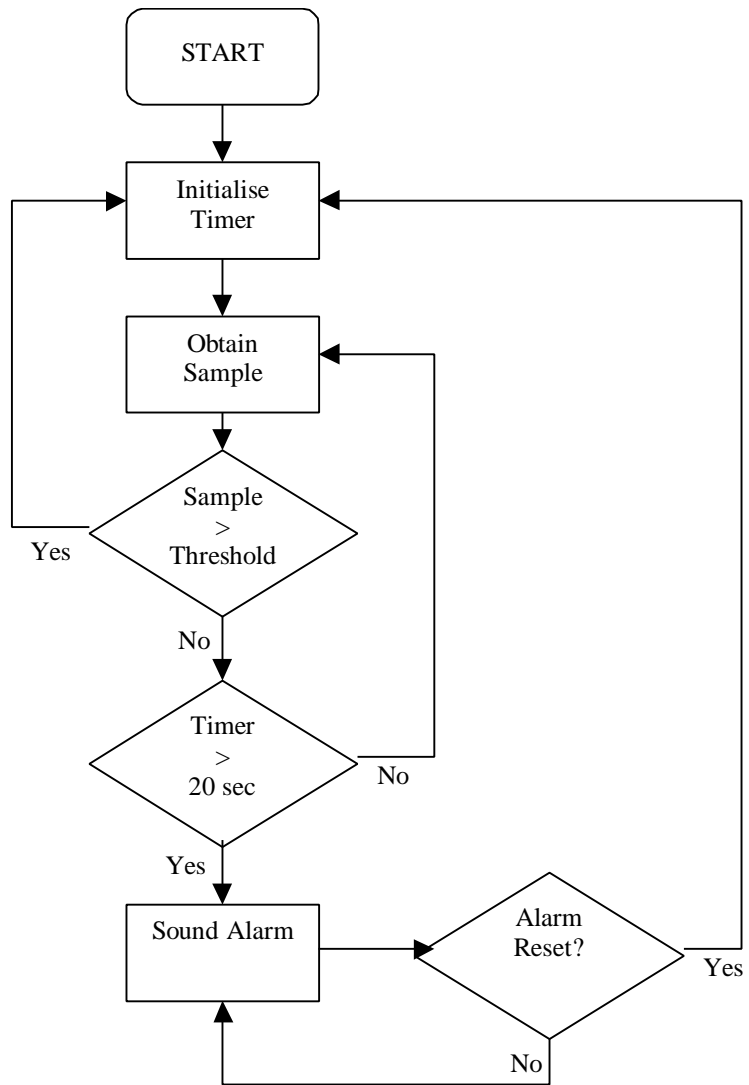 START
Initialise
Timer
Obtain
Sample
Sample
>
Threshold
Yes
No
Timer
>
20 sec
No
Yes
Sound Alarm
Alarm
Reset?
Yes
No